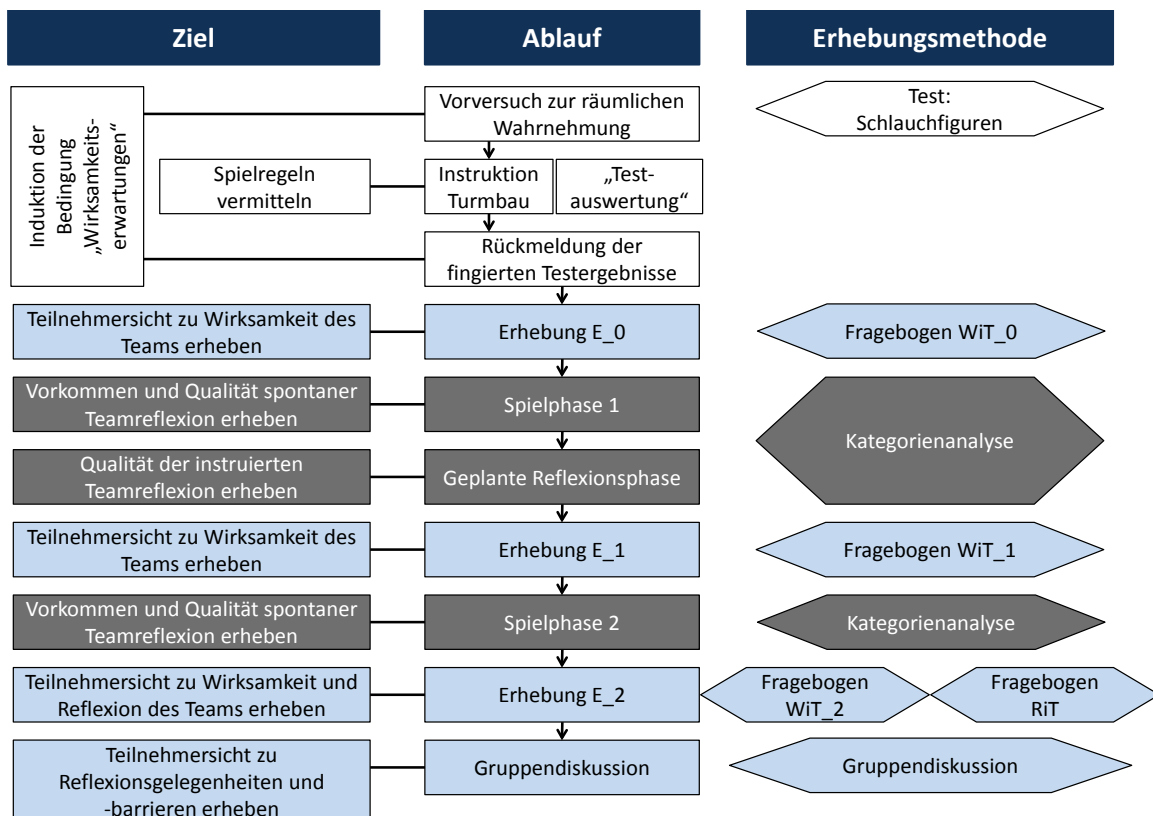 Ziel
Ablauf
Erhebungsmethode
Induktion der
Bedingung
„Wirksamkeits-
erwartungen“
Vorversuch zur räumlichen
Wahrnehmung
Test:
Schlauchfiguren
Spielregeln
vermitteln
Instruktion
Turmbau
„Test-
auswertung“
Rückmeldung der
fingierten Testergebnisse
Teilnehmersicht zu Wirksamkeit des
Teams erheben
Erhebung E_0
Fragebogen WiT_0
Vorkommen und Qualität spontaner
Teamreflexion erheben
Spielphase 1
Kategorienanalyse
Qualität der instruierten
Teamreflexion erheben
Geplante Reflexionsphase
Teilnehmersicht zu Wirksamkeit des
Teams erheben
Erhebung E_1
Fragebogen WiT_1
Vorkommen und Qualität spontaner
Teamreflexion erheben
Spielphase 2
Kategorienanalyse
Teilnehmersicht zu Wirksamkeit und
Reflexion des Teams erheben
Erhebung E_2
Fragebogen
WiT_2
Fragebogen
RiT
Teilnehmersicht zu
Reflexionsgelegenheiten und
-barrieren erheben
Gruppendiskussion
Gruppendiskussion